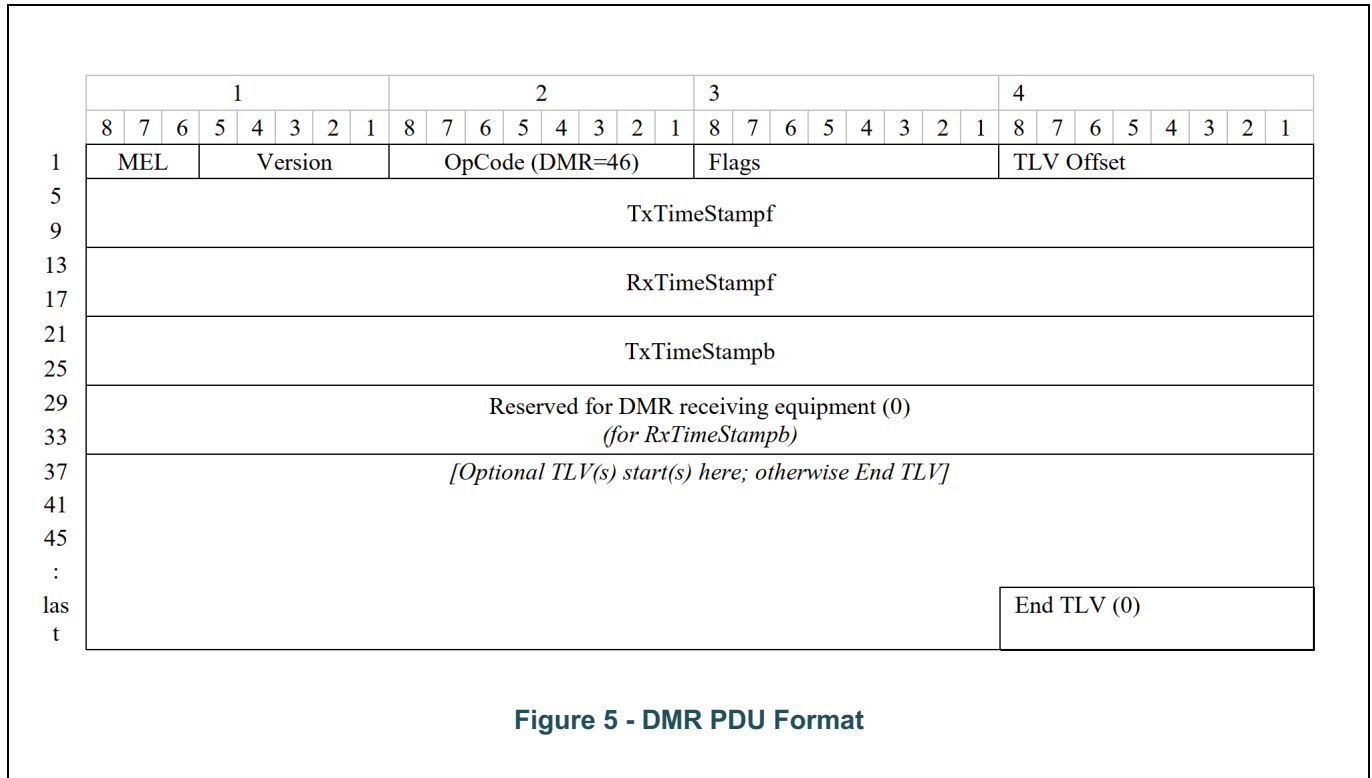 1 2 3 4
8 7 6 5 4 3 2 1 8 7 6 5 4 3 2 1 8 7 6 5 4 3 2 1 8 7 6 5 4 3 2 1
1 MEL Version OpCode (DMR=46) Flags TLV Offset
5
TxTimeStampf
9
13
RxTimeStampf
17
21
TxTimeStampb
25
29 Reserved for DMR receiving equipment (0)
33 (for RxTimeStampb)
37 [Optional TLV(s) start(s) here; otherwise End TLV]
41
45
:
las End TLV (0)
t
Figure 5 - DMR PDU Format